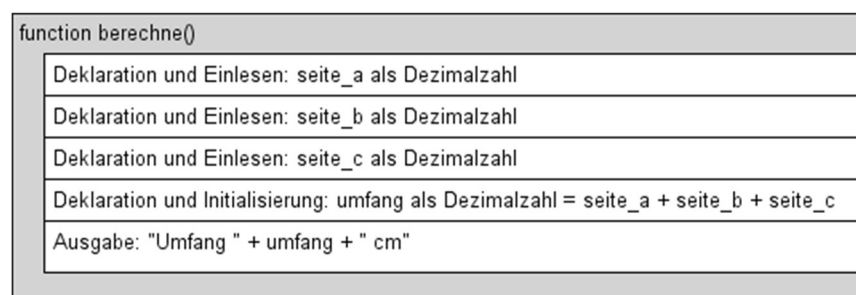 function berechne()
Deklaration und Einlesen: seite_a als Dezimalzahl
Deklaration und Einlesen: seite_b als Dezimalzahl
Deklaration und Einlesen: seite_c als Dezimalzahl
Deklaration und Initialisierung: umfang als Dezimalzahl = seite_a + seite_b + seite_c
Ausgabe: "Umfang " + umfang + " cm"